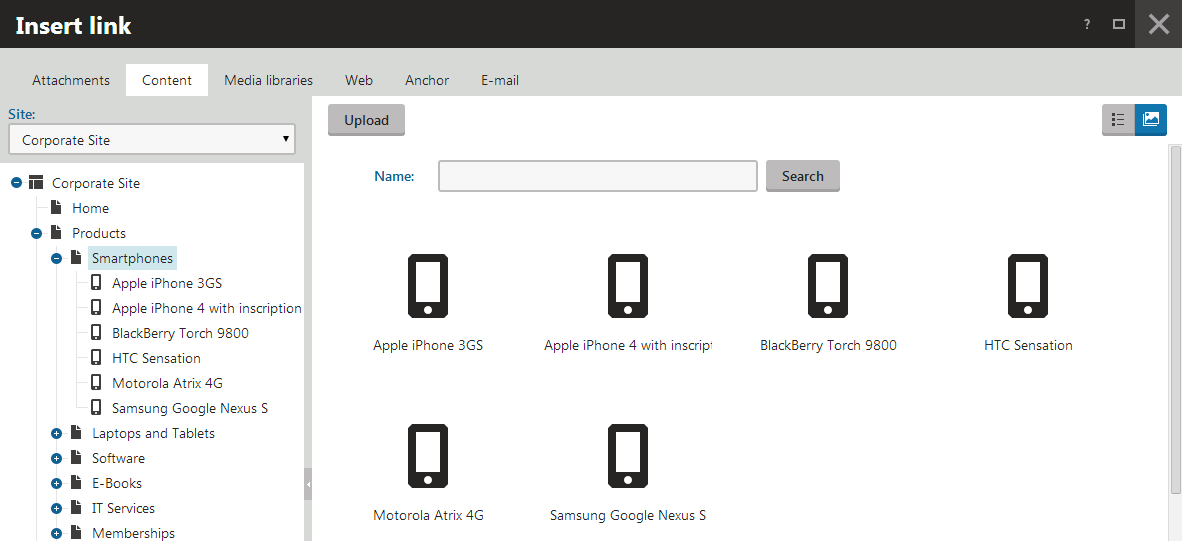 Insert link
?
Attachments Content Media libraries Web Anchor E-mail
Site:
Corporate Site
Corporate Site
Home
Products
Smartphones
Apple iPhone 3GS
Apple iPhone 4 with inscription
BlackBerry Torch 9800
HTC Sensation
Motorola Atrix 4G
Samsung Google Nexus S
Laptops and Tablets
Software
E-Books
IT Services
Memberships
Upload
Name: Search
Apple iPhone 3GS Apple iPhone 4 with inscript BlackBerry Torch 9800 HTC Sensation
Motorola Atrix 4G Samsung Google Nexus S